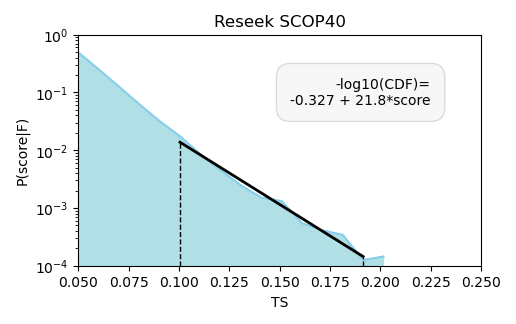 Reseek SCOP40
10^0
10^-1
10^-2
10^-3
10^-4
P(score|F)
-log10(CDF)=
-0.327 + 21.8*score
0.050 0.075 0.100 0.125 0.150 0.175 0.200 0.225 0.250
TS